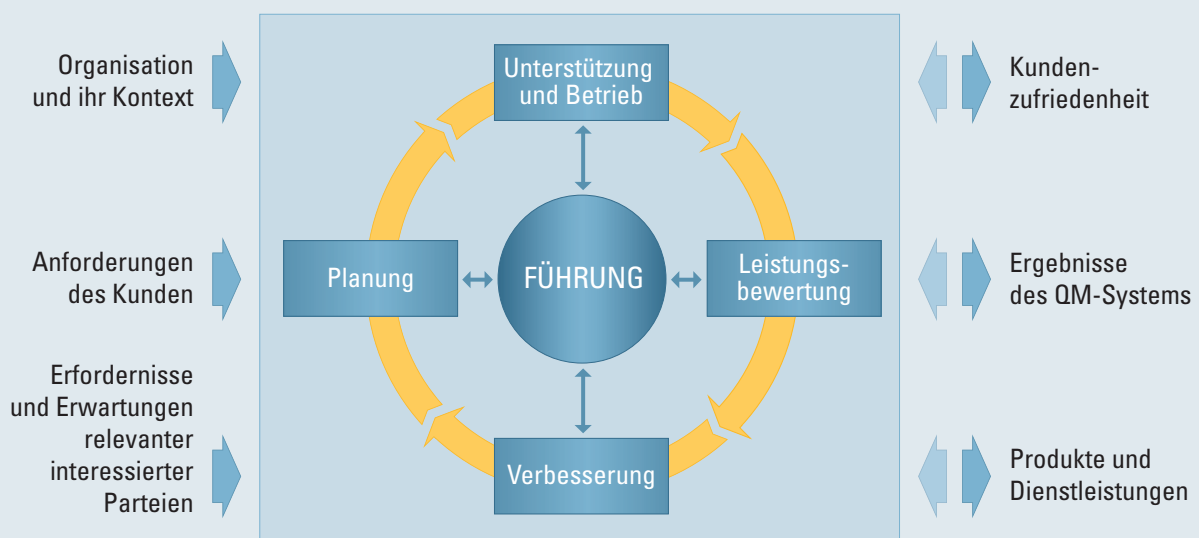 Organisation
und ihr Kontext
Anforderungen
des Kunden
Erfordernisse
und Erwartungen
relevanter
interessierter
Parteien
Unterstützung
und Betrieb
Planung
FÜHRUNG
Leistungs-
bewertung
Verbesserung
Kunden-
zufriedenheit
Ergebnisse
des QM-Systems
Produkte und
Dienstleistungen